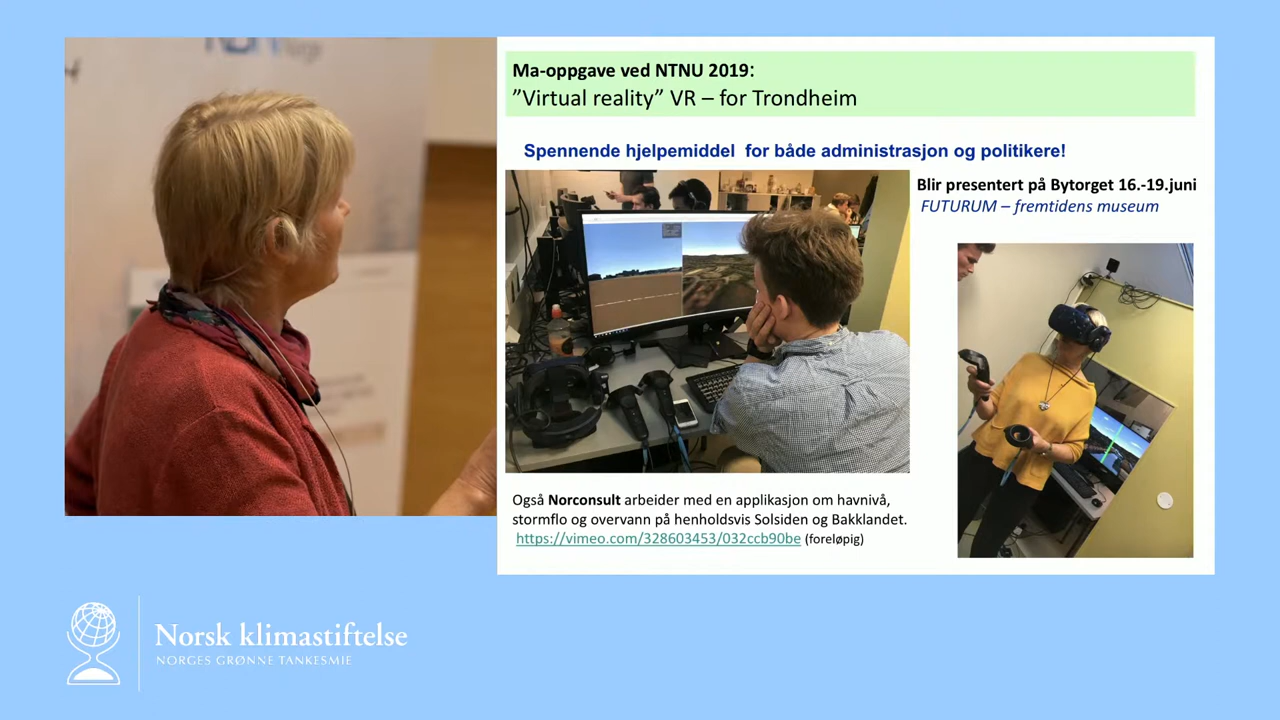 Ma-oppgave ved NTNU 2019:
”Virtual reality” VR – for Trondheim
Spennende hjelpemiddel for både administrasjon og politikere!
Blir presentert på Bytorget 16.-19.juni
FUTURUM – fremtidens museum
Også Norconsult arbeider med en applikasjon om havnivå,
stormflo og overvann på henholdsvis Solsiden og Bakklandet.
https://vimeo.com/328603453/032ccb90be (foreløpig)
Norsk klimastiftelse
NORGES GRØNNE TANKESMIE